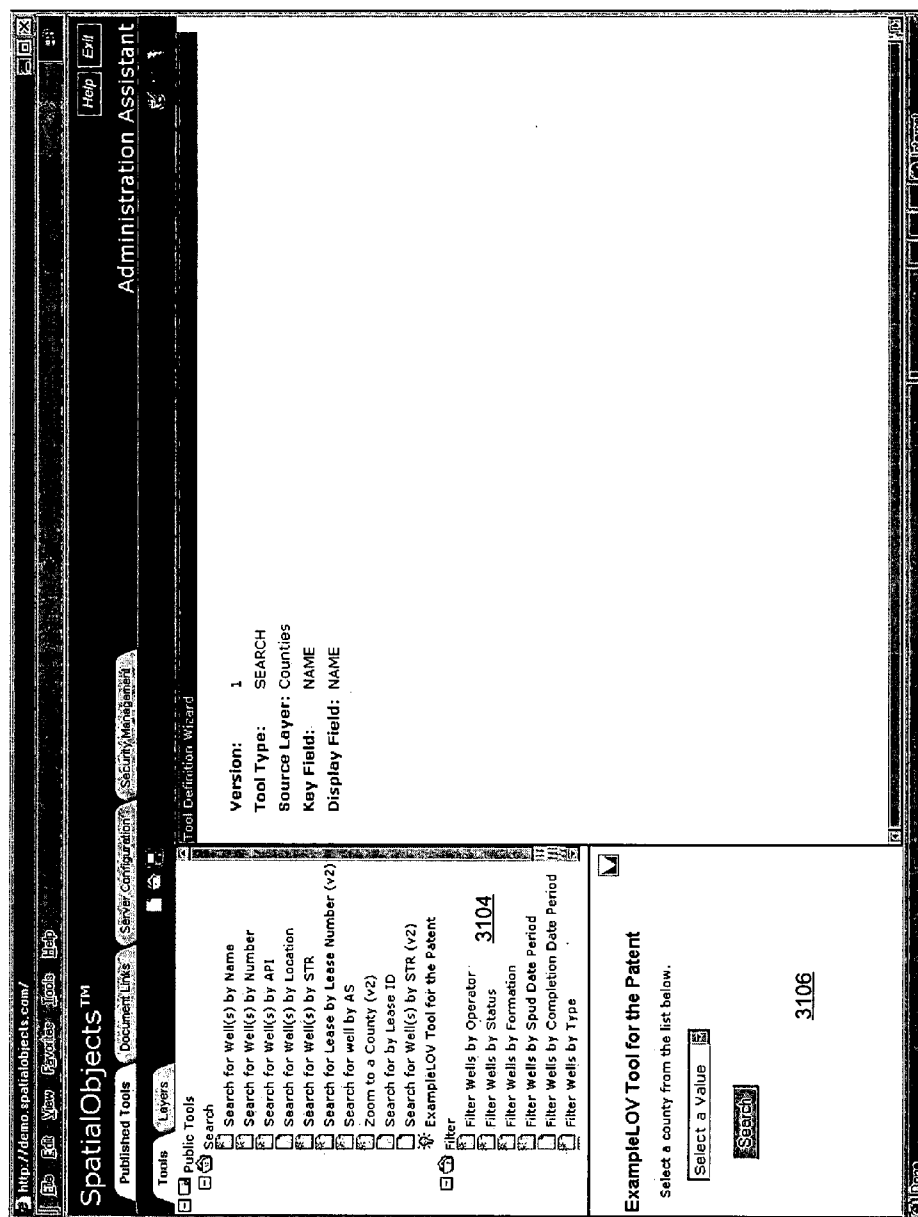 http://demo.spatialobjects.com/
File Edit View Favorites Tools Help
SpatialObjects™
Help Exit
Published Tools Document Links Server Configuration Security Management
Administration Assistant
Tools Layers
Public Tools
Search
Search for Well(s) by Name
Search for Well(s) by Number
Search for Well(s) by API
Search for Well(s) by Location
Search for Well(s) by STR
Search for Lease by Lease Number (v2)
Search for well by AS
Zoom to a County (v2)
Search for by Lease ID
Search for Well(s) by STR (v2)
ExampleLOV Tool for the Patent
Filter
Filter Wells by Operator
Filter Wells by Status
Filter Wells by Formation
Filter Wells by Spud Date Period
Filter Wells by Completion Date Period
Filter Wells by Type
3104
Tool Definition Wizard
Version: 1
Tool Type: SEARCH
Source Layer: Counties
Key Field: NAME
Display Field: NAME
ExampleLOV Tool for the Patent
Select a county from the list below.
Select a Value
Search
3106
Done